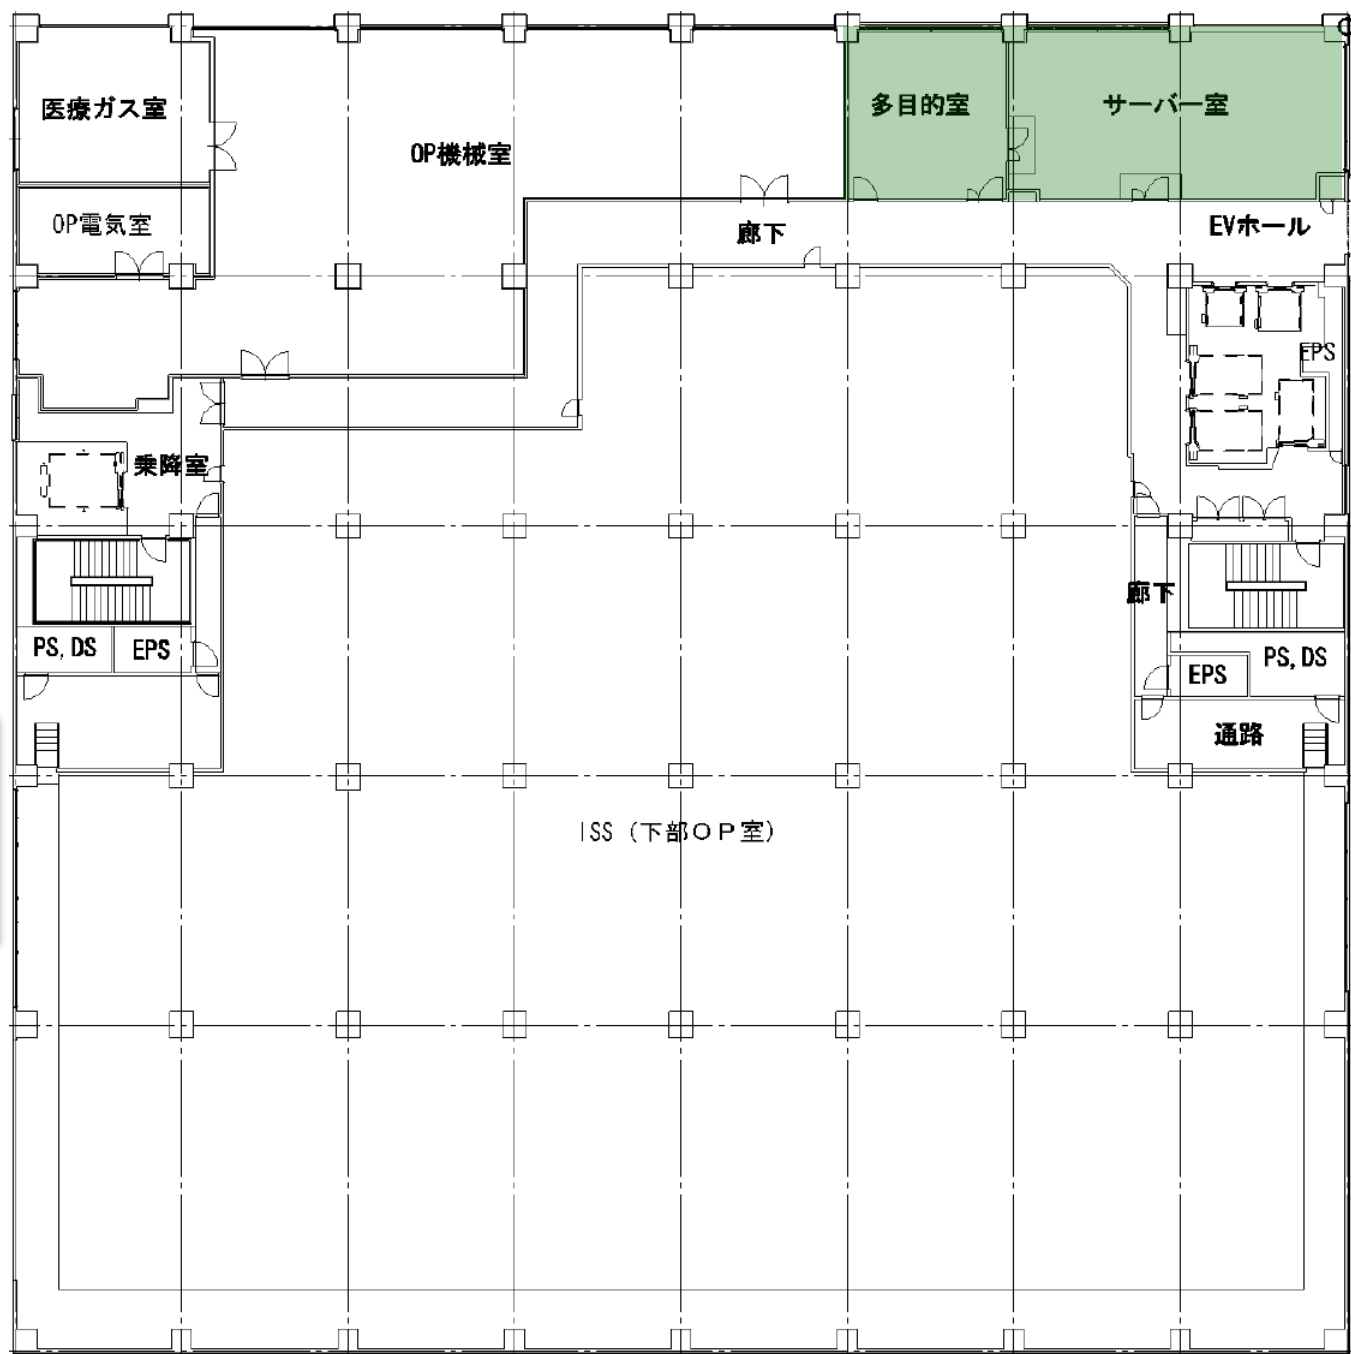 医療ガス室
多目的室
サーバー室
OP機械室
OP電気室
廊下
EVホール
EPS
乗降室
廊下
PS, DS
EPS
PS, DS
EPS
通路
ISS（下部ＯＰ室）